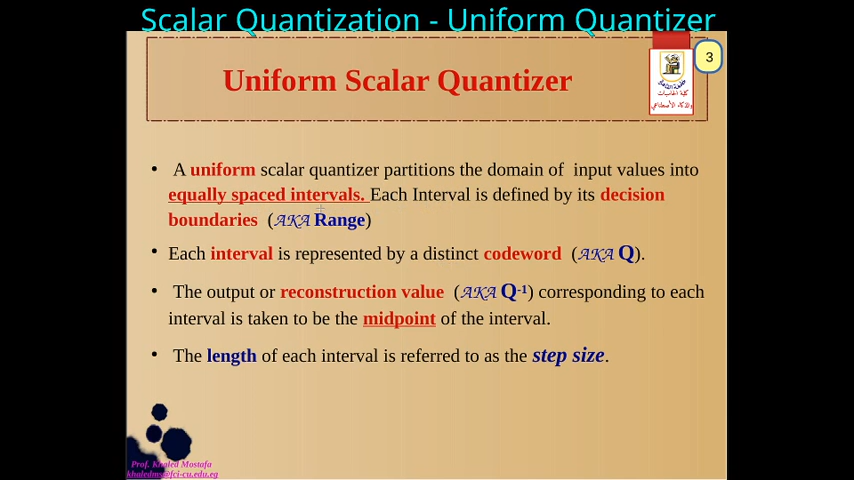 Scalar Quantization - Uniform Quantizer
3
Uniform Scalar Quantizer
• A uniform scalar quantizer partitions the domain of input values into
equally spaced intervals. Each Interval is defined by its decision
boundaries (AKA Range)
• Each interval is represented by a distinct codeword (AKA Q).
• The output or reconstruction value (AKA Q-1) corresponding to each
interval is taken to be the midpoint of the interval.
• The length of each interval is referred to as the step size.
Prof. Khaled Mostafa
khaledms@fci-cu.edu.eg